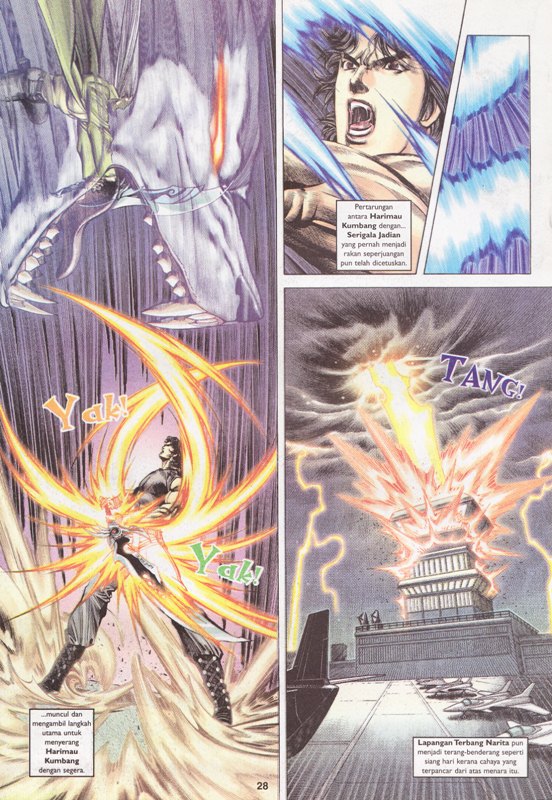 Yak!
Yak!
...muncul dan
mengambil langkah
utama untuk
menyerang
Harimau
Kumbang
dengan segera.
Pertarungan
antara Harimau
Kumbang dengan...
Serigala Jadian
yang pernah menjadi
rakan seperjuangan
pun telah dicetuskan.
TANG!
Lapangan Terbang Narita pun
menjadi terang-benderang seperti
siang hari kerana cahaya yang
terpancar dari atas menara itu.
28